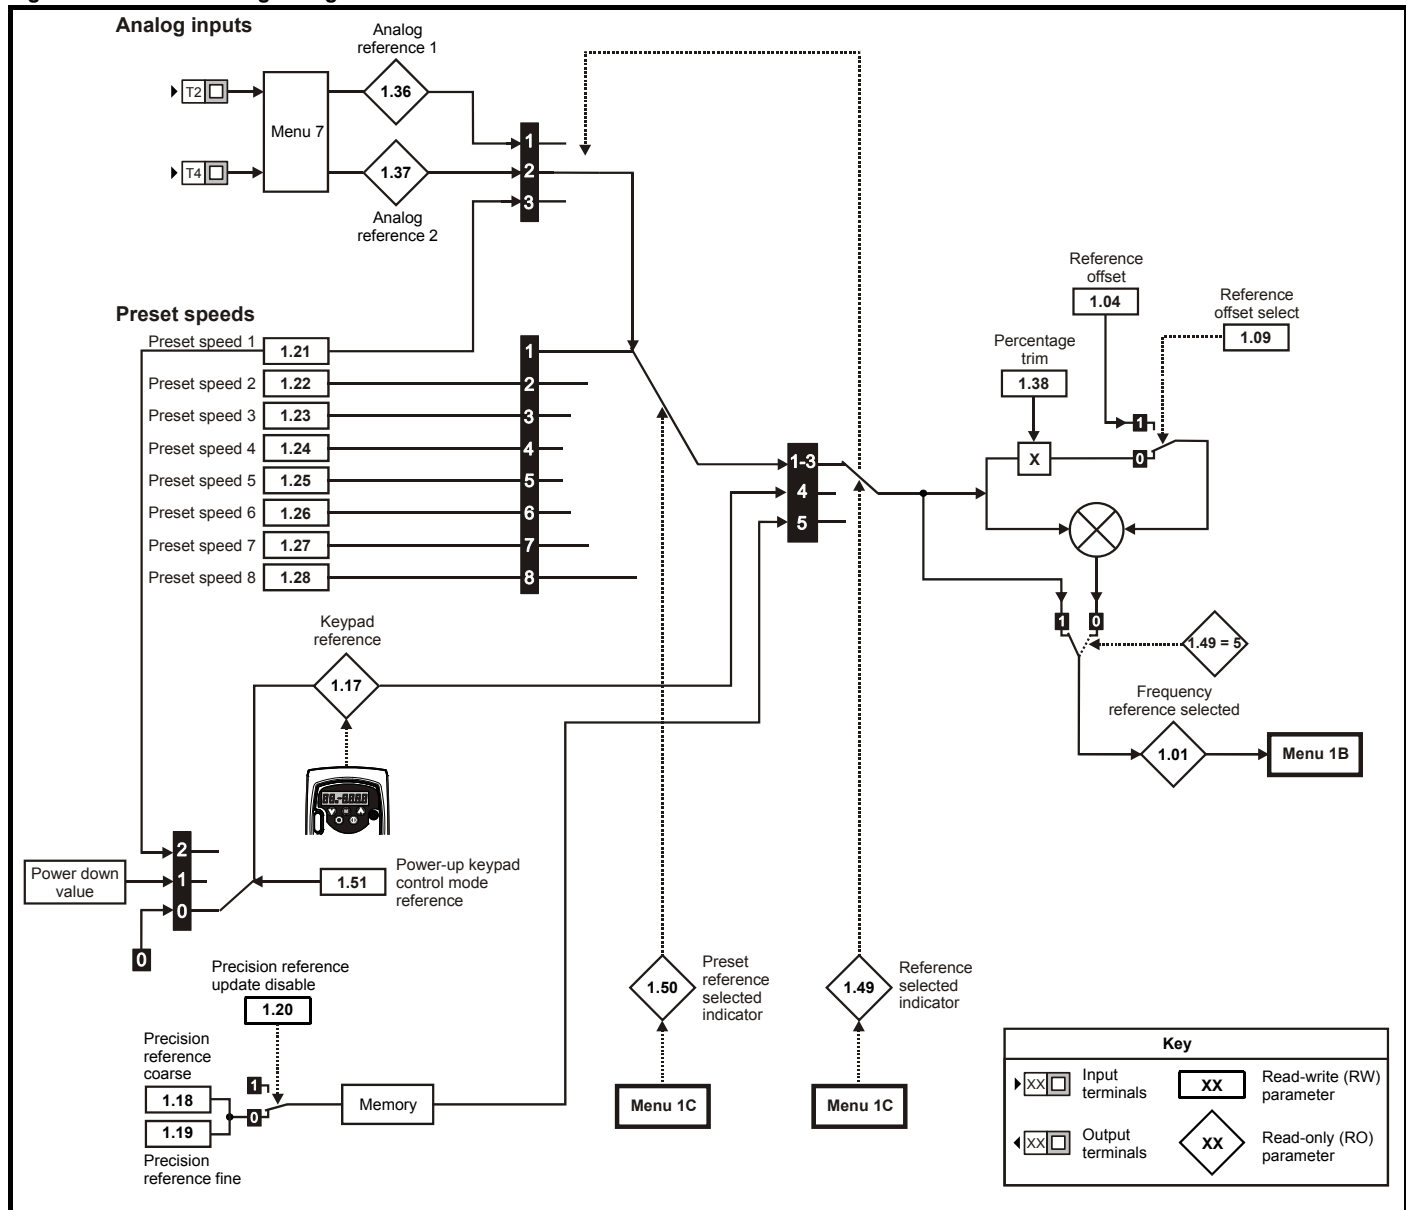 Analog inputs
Analog
reference 1
T2
1.36
Menu 7
1
T4
1.37
2
3
Analog
reference 2
Reference
offset
1.04
Reference
offset select
1.09
Preset speeds
Preset speed 1
1.21
1
Percentage
trim
1.38
Preset speed 2
1.22
2
Preset speed 3
1.23
3
1
Preset speed 4
1.24
4
1-3
X
0
Preset speed 5
1.25
5
4
Preset speed 6
1.26
6
5
Preset speed 7
1.27
7
Preset speed 8
1.28
8
Keypad
reference
1
0
1.49 = 5
1.17
Frequency
reference selected
1.01
Menu 1B
2
Power down
value
1
1.51
Power-up keypad
control mode
reference
0
0
Precision reference
update disable
1.20
1.50
Preset
reference
selected
indicator
1.49
Reference
selected
indicator
Precision
reference
coarse
1.18
1
Memory
0
1.19
Precision
reference fine
Menu 1C
Menu 1C
Key
XX
Input
terminals
XX
Read-write (RW)
parameter
XX
Output
terminals
XX
Read-only (RO)
parameter